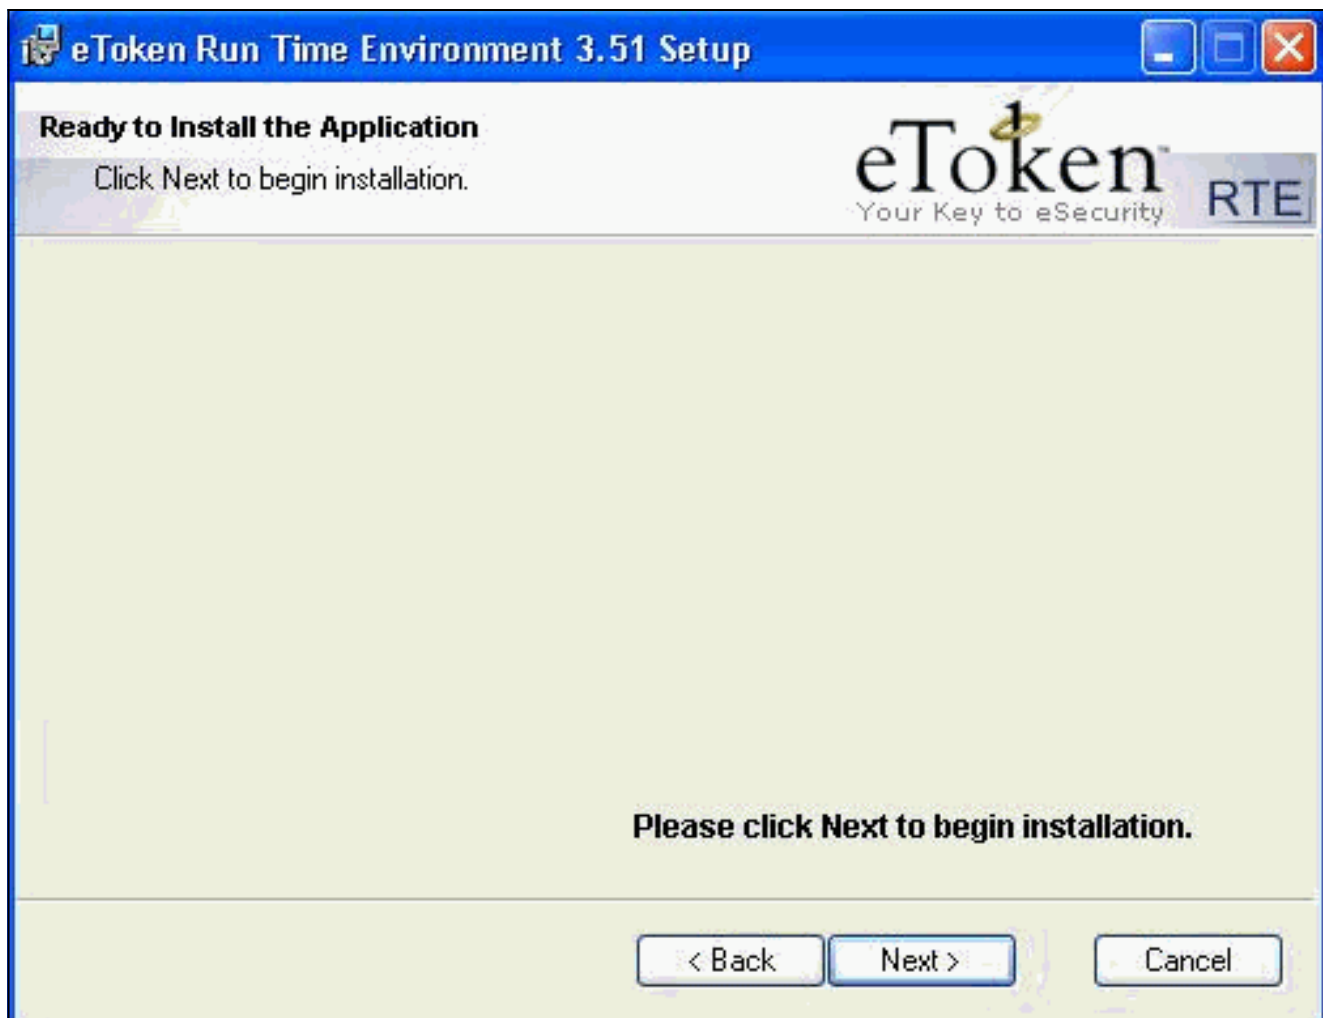 eToken Run Time Environment 3.51 Setup
Ready to Install the Application
Click Next to begin installation.
eToken™
Your Key to eSecurity
RTE
Please click Next to begin installation.
< Back
Next >
Cancel